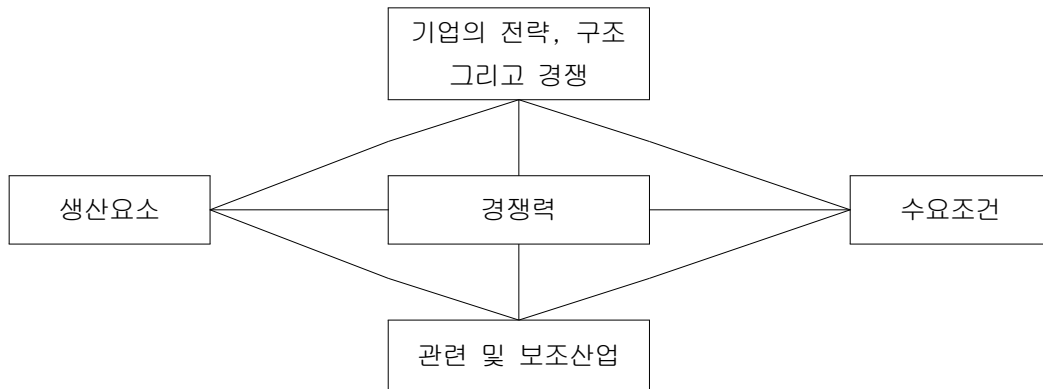 기업의 전략, 구조
그리고 경쟁
생산요소
경쟁력
수요조건
관련 및 보조산업